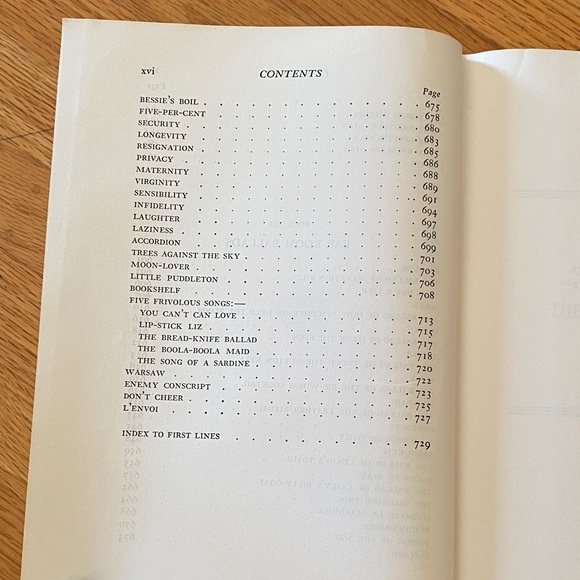 xvi CONTENTS
Page
BESSIE'S BOIL . . . . . . . . . . 675
FIVE-PER-CENT . . . . . . . . . . 678
SECURITY . . . . . . . . . . 680
LONGEVITY . . . . . . . . . . 683
RESIGNATION . . . . . . . . . . 685
PRIVACY . . . . . . . . . . 686
MATERNITY . . . . . . . . . . 688
VIRGINITY . . . . . . . . . . 689
SENSIBILITY . . . . . . . . . . 691
INFIDELITY . . . . . . . . . . 694
LAUGHTER . . . . . . . . . . 697
LAZINESS . . . . . . . . . . 698
ACCORDION . . . . . . . . . . 699
TREES AGAINST THE SKY . . . . . . . . 701
MOON-LOVER . . . . . . . . . . 703
LITTLE PUDDLETON . . . . . . . . . 706
BOOKSHELF . . . . . . . . . . 708
FIVE FRIVOLOUS SONGS:—
YOU CAN'T CAN LOVE . . . . . . . . 713
LIP-STICK LIZ . . . . . . . . . 715
THE BREAD-KNIFE BALLAD . . . . . . . 717
THE BOOLA-BOOLA MAID . . . . . . . 718
THE SONG OF A SARDINE . . . . . . . 720
WARSAW . . . . . . . . . . 722
ENEMY CONSCRIPT . . . . . . . . . 723
DON'T CHEER . . . . . . . . . . 725
L'ENVOI . . . . . . . . . . 727
INDEX TO FIRST LINES . . . . . . . . 729